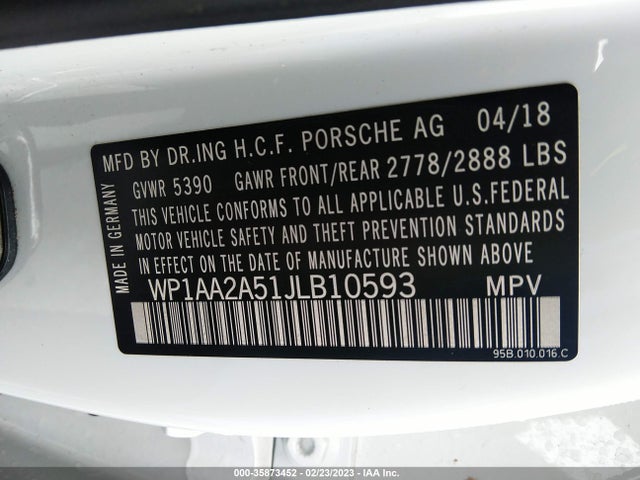 MFD BY DR.ING H.C.F. PORSCHE AG 04/18
GVWR 5390 GAWR FRONT/REAR 2778/2888 LBS
THIS VEHICLE CONFORMS TO ALL APPLICABLE U.S.FEDERAL
MOTOR VEHICLE SAFETY AND THEFT PREVENTION STANDARDS
IN EFFECT ON THE DATE OF MANUFACTURE SHOWN ABOVE
WP1AA2A51JLB10593 MPV
95B.010.016 C
MADE IN GERMANY
000-35873452 - 02/23/2023 - IAA Inc.